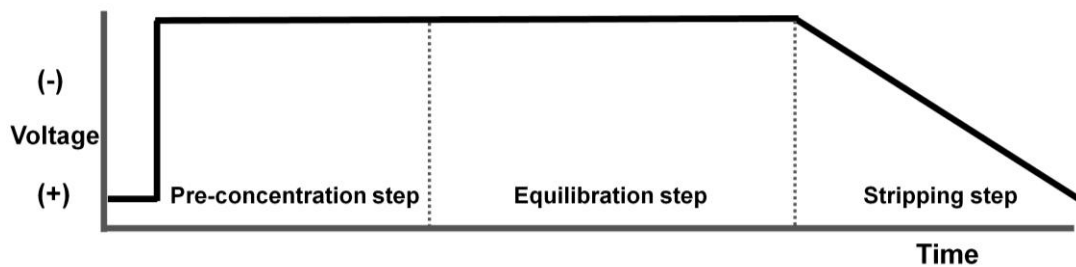 (-)
Voltage
(+)
Pre-concentration step Equilibration step Stripping step
Time